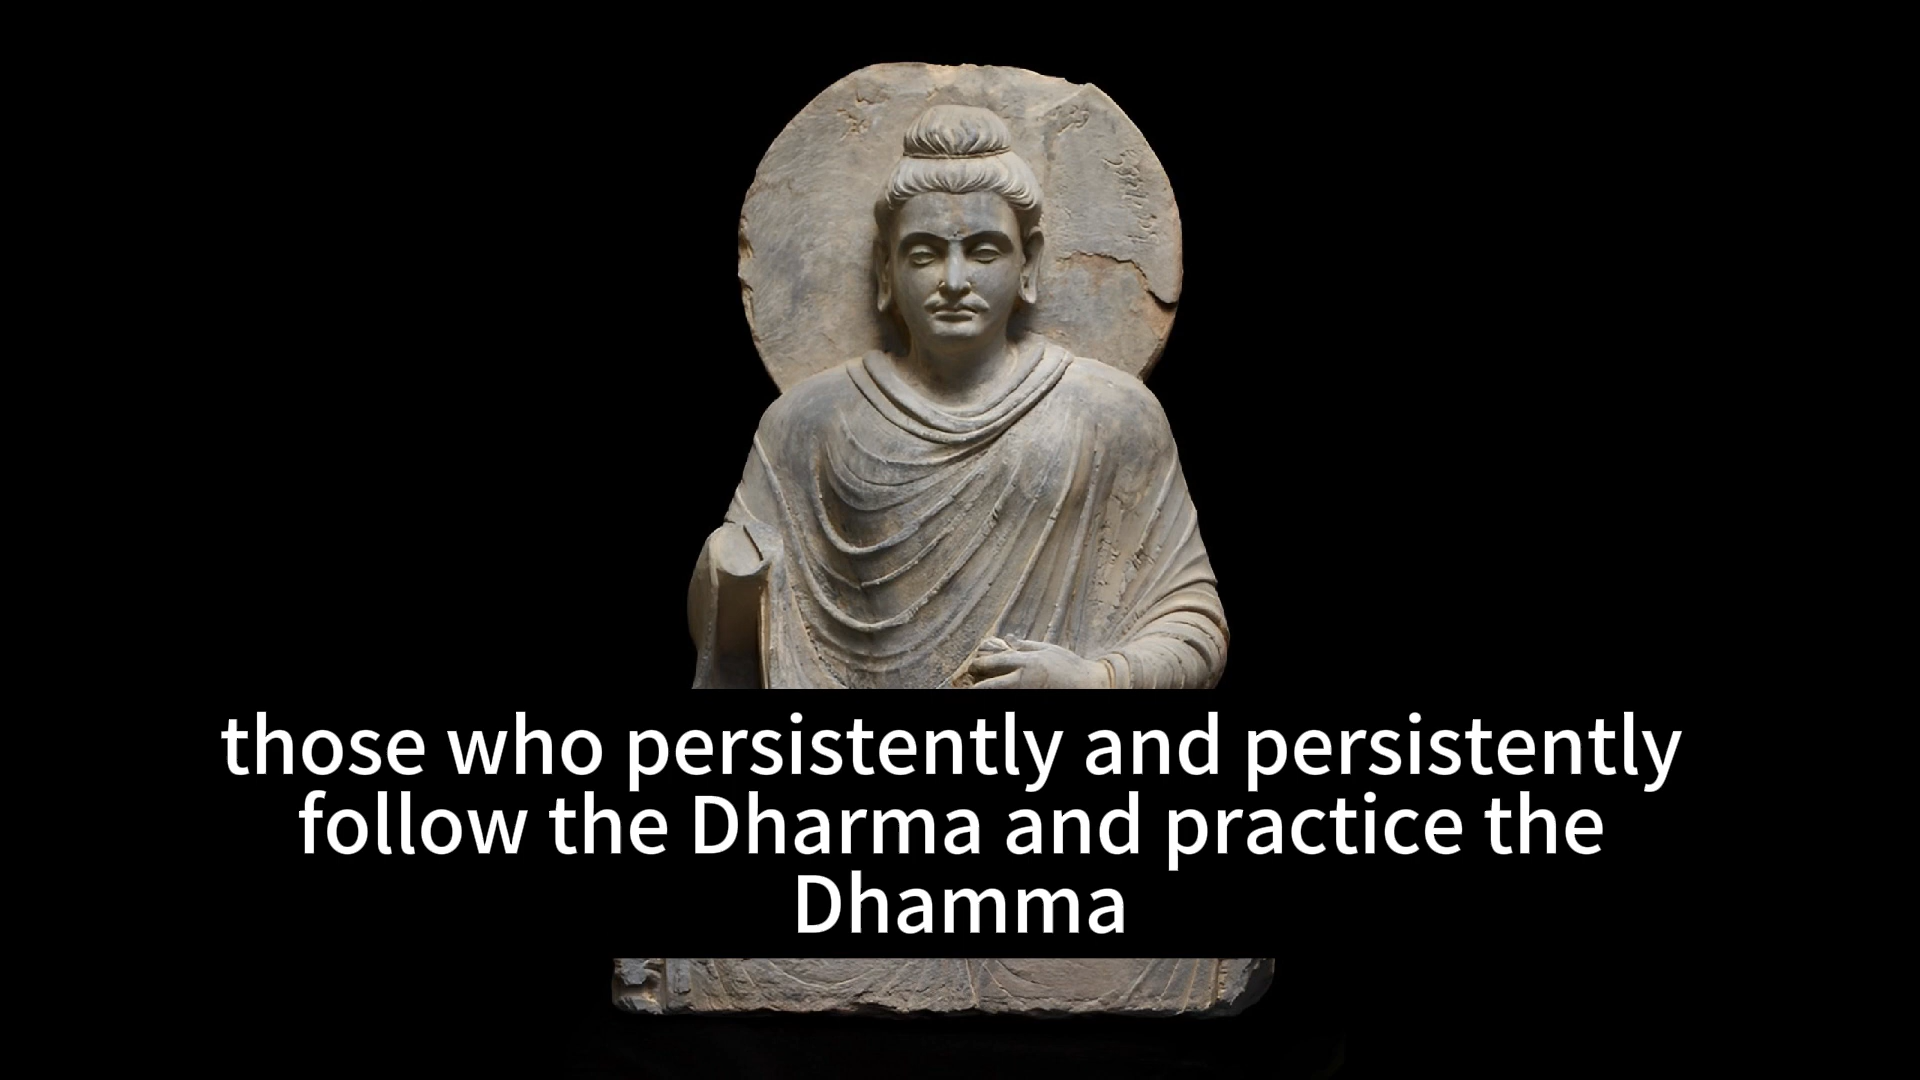 those who persistently and persistently
follow the Dharma and practice the
Dhamma